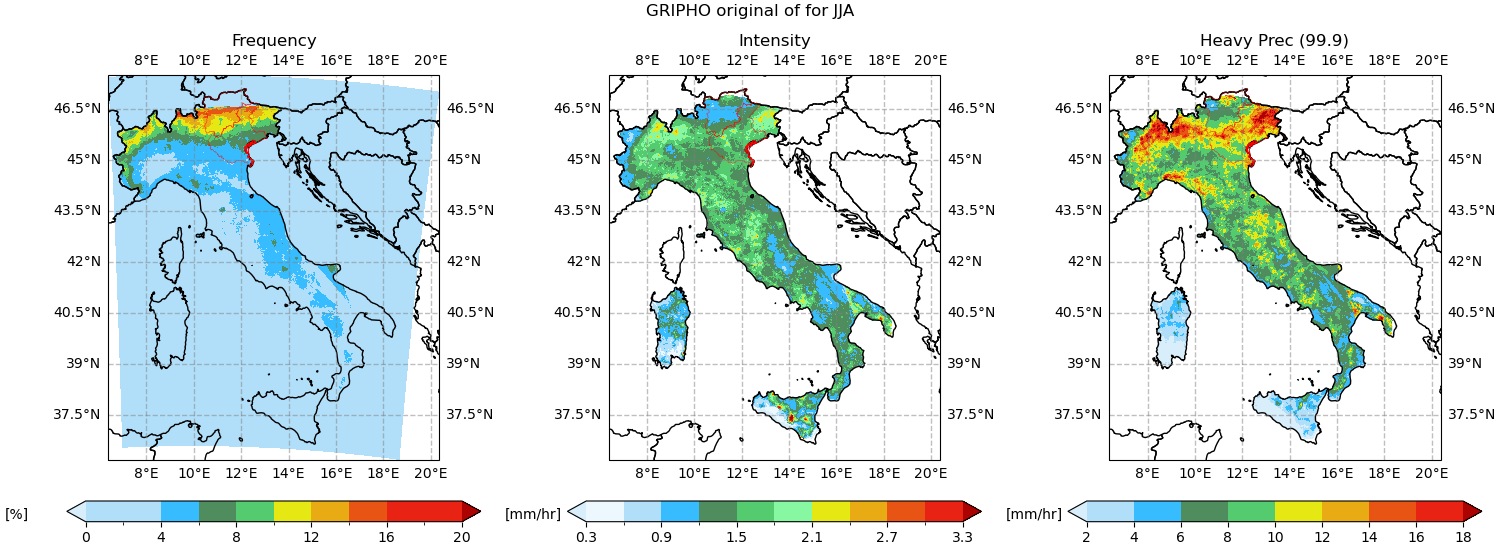 GRIPHO original of for JJA
Frequency Intensity Heavy Prec (99.9)
8°E 10°E 12°E 14°E 16°E 18°E 20°E 8°E 10°E 12°E 14°E 16°E 18°E 20°E 8°E 10°E 12°E 14°E 16°E 18°E 20°E
46.5°N 46.5°N 46.5°N 46.5°N 46.5°N 46.5°N
45°N 45°N 45°N 45°N 45°N 45°N
43.5°N 43.5°N 43.5°N 43.5°N 43.5°N 43.5°N
42°N 42°N 42°N 42°N 42°N 42°N
40.5°N 40.5°N 40.5°N 40.5°N 40.5°N 40.5°N
39°N 39°N 39°N 39°N 39°N 39°N
37.5°N 37.5°N 37.5°N 37.5°N 37.5°N 37.5°N
8°E 10°E 12°E 14°E 16°E 18°E 20°E 8°E 10°E 12°E 14°E 16°E 18°E 20°E 8°E 10°E 12°E 14°E 16°E 18°E 20°E
[%] [mm/hr] [mm/hr]
0 4 8 12 16 20 0.3 0.9 1.5 2.1 2.7 3.3 2 4 6 8 10 12 14 16 18